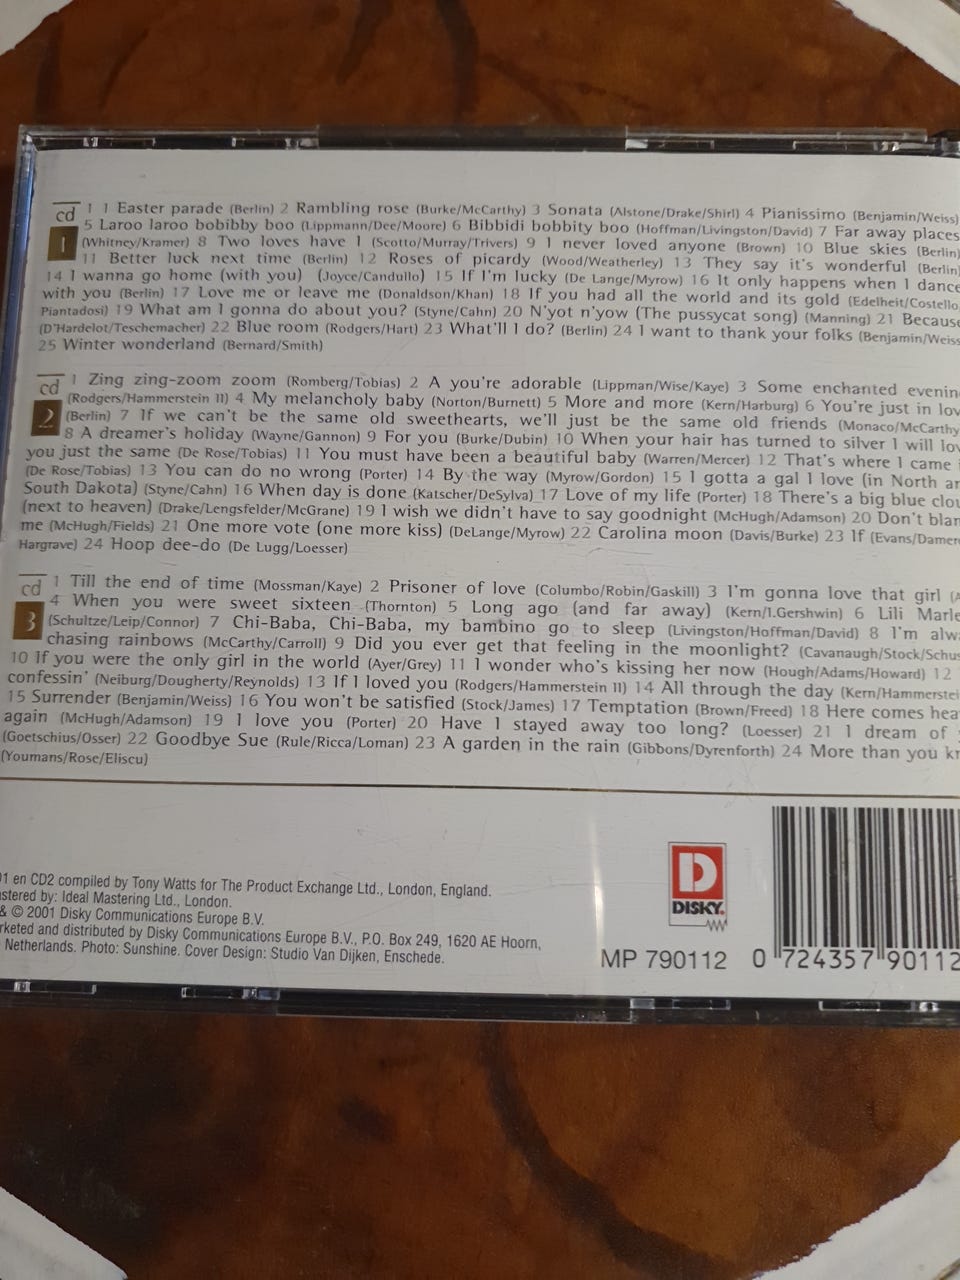 cd 1 1 Easter parade (Berlin) 2 Rambling rose (Burke/McCarthy) 3 Sonata (Alstone/Drake/Shirl) 4 Pianissimo (Benjamin/Weiss)
5 Laroo laroo bobibby boo (Lippmann/Dee/Moore) 6 Bibbidi bobbity boo (Hoffman/Livingston/David) 7 Far away places
1 (Whitney/Kramer) 8 Two loves have I (Scotto/Murray/Trivers) 9 I never loved anyone (Brown) 10 Blue skies (Berlin)
11 Better luck next time (Berlin) 12 Roses of picardy (Wood/Weatherley) 13 They say it's wonderful (Berlin)
14 I wanna go home (with you) (Joyce/Candullo) 15 If I'm lucky (De Lange/Myrow) 16 It only happens when I dance
with you (Berlin) 17 Love me or leave me (Donaldson/Khan) 18 If you had all the world and its gold (Edelheit/Costello
Piantadosi) 19 What am I gonna do about you? (Styne/Cahn) 20 N'yot n'yow (The pussycat song) (Manning) 21 Because
(D'Hardelot/Teschemacher) 22 Blue room (Rodgers/Hart) 23 What'll I do? (Berlin) 24 I want to thank your folks (Benjamin/Weiss
25 Winter wonderland (Bernard/Smith)
cd 1 Zing zing-zoom zoom (Romberg/Tobias) 2 A you're adorable (Lippman/Wise/Kaye) 3 Some enchanted evenin
(Rodgers/Hammerstein II) 4 My melancholy baby (Norton/Burnett) 5 More and more (Kern/Harburg) 6 You're just in lov
2 (Berlin) 7 If we can't be the same old sweethearts, we'll just be the same old friends (Monaco/McCarthy
8 A dreamer's holiday (Wayne/Gannon) 9 For you (Burke/Dubin) 10 When your hair has turned to silver I will lov
you just the same (De Rose/Tobias) 11 You must have been a beautiful baby (Warren/Mercer) 12 That's where I came i
(De Rose/Tobias) 13 You can do no wrong (Porter) 14 By the way (Myrow/Gordon) 15 I gotta a gal I love (in North an
South Dakota) (Styne/Cahn) 16 When day is done (Katscher/DeSylva) 17 Love of my life (Porter) 18 There's a big blue clou
(next to heaven) (Drake/Lengsfelder/McGrane) 19 I wish we didn't have to say goodnight (McHugh/Adamson) 20 Don't blam
me (McHugh/Fields) 21 One more vote (one more kiss) (DeLange/Myrow) 22 Carolina moon (Davis/Burke) 23 If (Evans/Damer
Hargrave) 24 Hoop dee-do (De Lugg/Loesser)
cd 1 Till the end of time (Mossman/Kaye) 2 Prisoner of love (Columbo/Robin/Gaskill) 3 I'm gonna love that girl (A
4 When you were sweet sixteen (Thornton) 5 Long ago (and far away) (Kern/I.Gershwin) 6 Lili Marle
3 (Schultze/Leip/Connor) 7 Chi-Baba, Chi-Baba, my bambino go to sleep (Livingston/Hoffman/David) 8 I'm alw
chasing rainbows (McCarthy/Carroll) 9 Did you ever get that feeling in the moonlight? (Cavanaugh/Stock/Schus
10 If you were the only girl in the world (Ayer/Grey) 11 I wonder who's kissing her now (Hough/Adams/Howard) 12
confessin' (Neiburg/Dougherty/Reynolds) 13 If I loved you (Rodgers/Hammerstein II) 14 All through the day (Kern/Hammerstei
15 Surrender (Benjamin/Weiss) 16 You won't be satisfied (Stock/James) 17 Temptation (Brown/Freed) 18 Here comes hea
again (McHugh/Adamson) 19 I love you (Porter) 20 Have I stayed away too long? (Loesser) 21 I dream of
(Goetschius/Osser) 22 Goodbye Sue (Rule/Ricca/Loman) 23 A garden in the rain (Gibbons/Dyrenforth) 24 More than you kn
(Youmans/Rose/Eliscu)
01 en CD2 compiled by Tony Watts for The Product Exchange Ltd., London, England.
stered by: Ideal Mastering Ltd., London.
& © 2001 Disky Communications Europe B.V.
rketed and distributed by Disky Communications Europe B.V., P.O. Box 249, 1620 AE Hoorn,
Netherlands. Photo: Sunshine. Cover Design: Studio Van Dijken, Enschede.
D
DISKY.
MP 790112 0 724357 90112